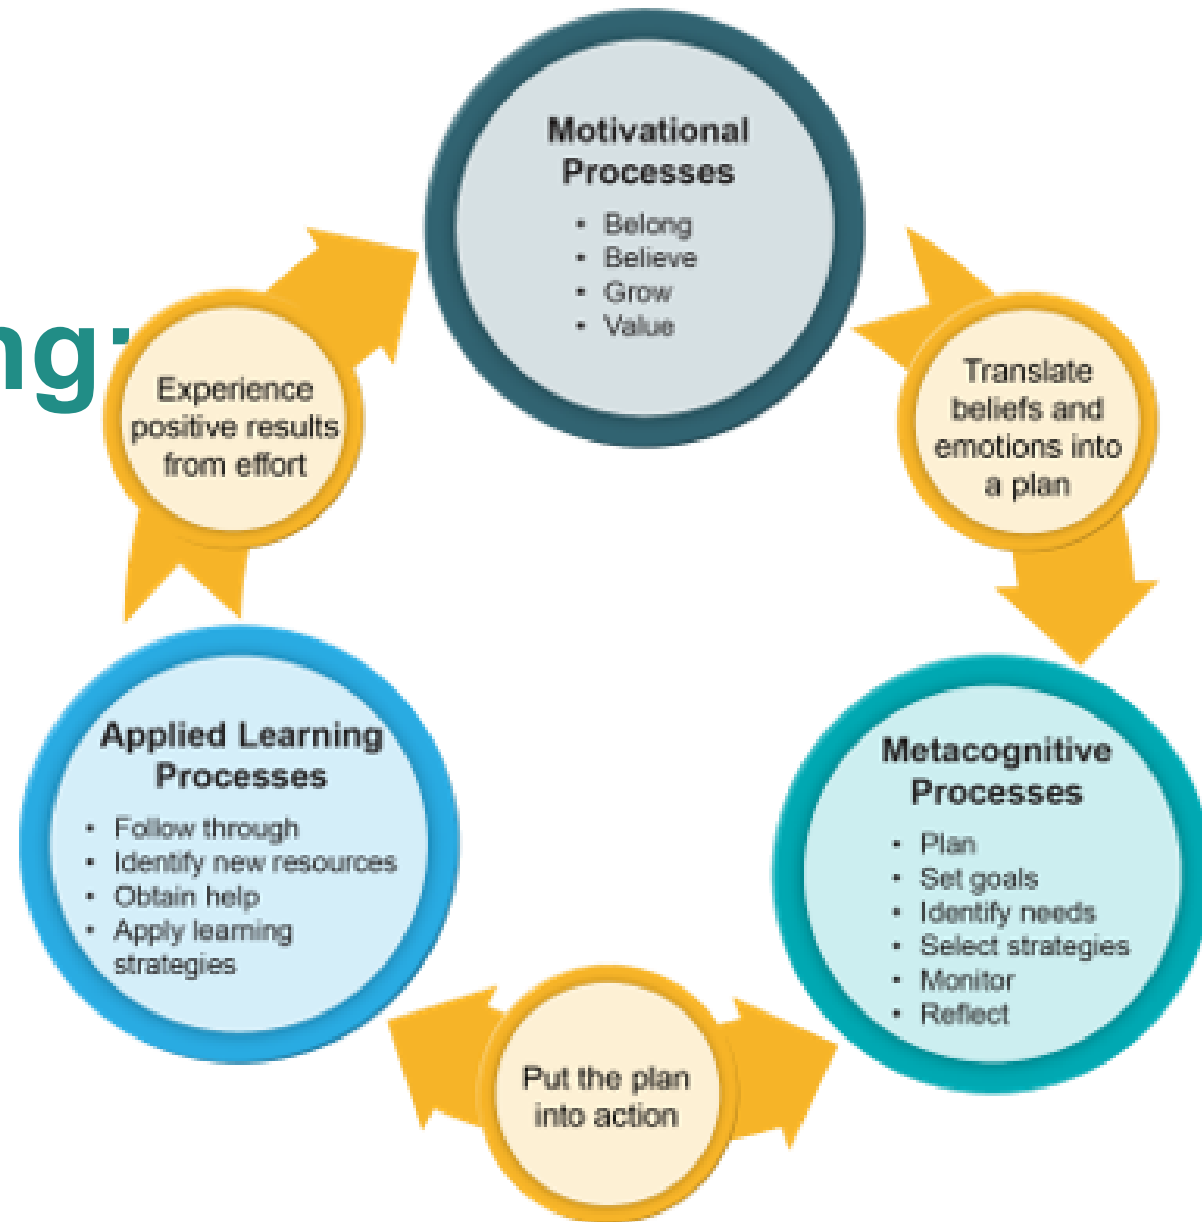 Motivational
Processes
• Belong
• Believe
• Grow
• Value
ng:
Experience
positive results
from effort
Translate
beliefs and
emotions into
a plan
Applied Learning
Processes
• Follow through
• Identify new resources
• Obtain help
• Apply learning
strategies
Metacognitive
Processes
• Plan
• Set goals
• Identify needs
• Select strategies
• Monitor
• Reflect
Put the plan
into action